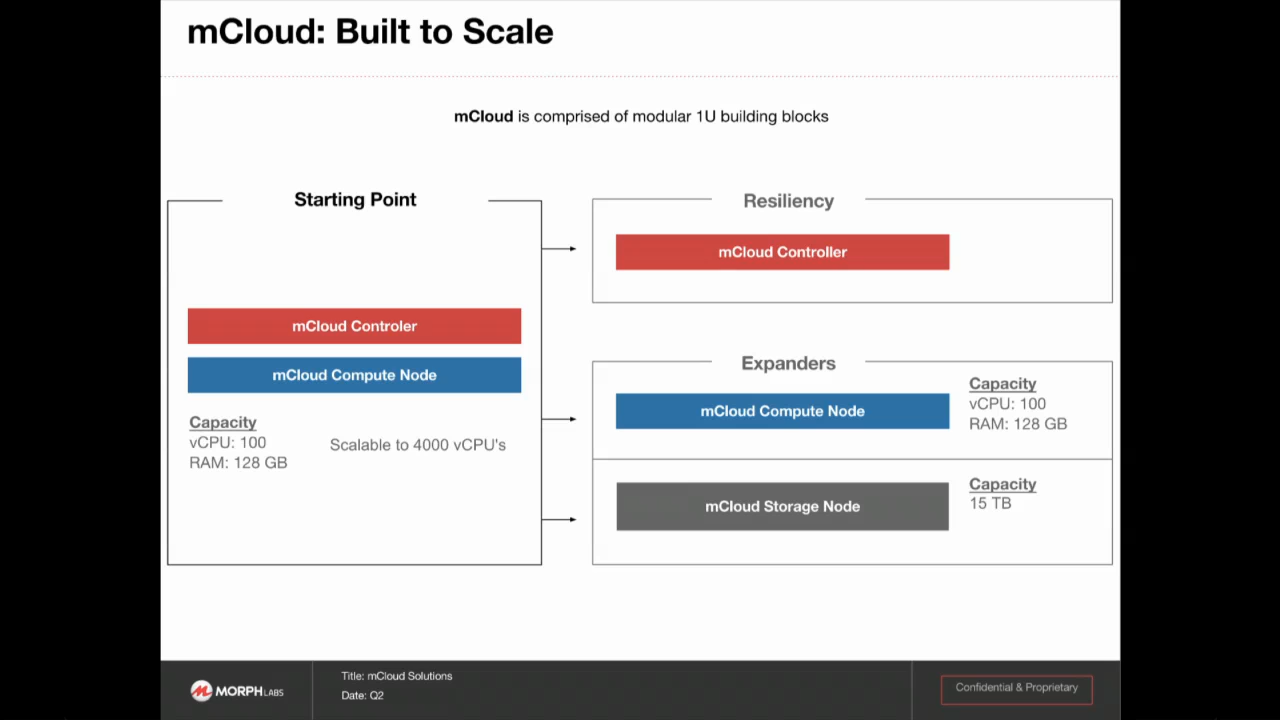 mCloud: Built to Scale
mCloud is comprised of modular 1U building blocks
Starting Point
mCloud Controler
mCloud Compute Node
Capacity
vCPU: 100
RAM: 128 GB
Scalable to 4000 vCPU's
Resiliency
mCloud Controller
Expanders
mCloud Compute Node
Capacity
vCPU: 100
RAM: 128 GB
mCloud Storage Node
Capacity
15 TB
MORPH LABS
Title: mCloud Solutions
Date: Q2
Confidential & Proprietary